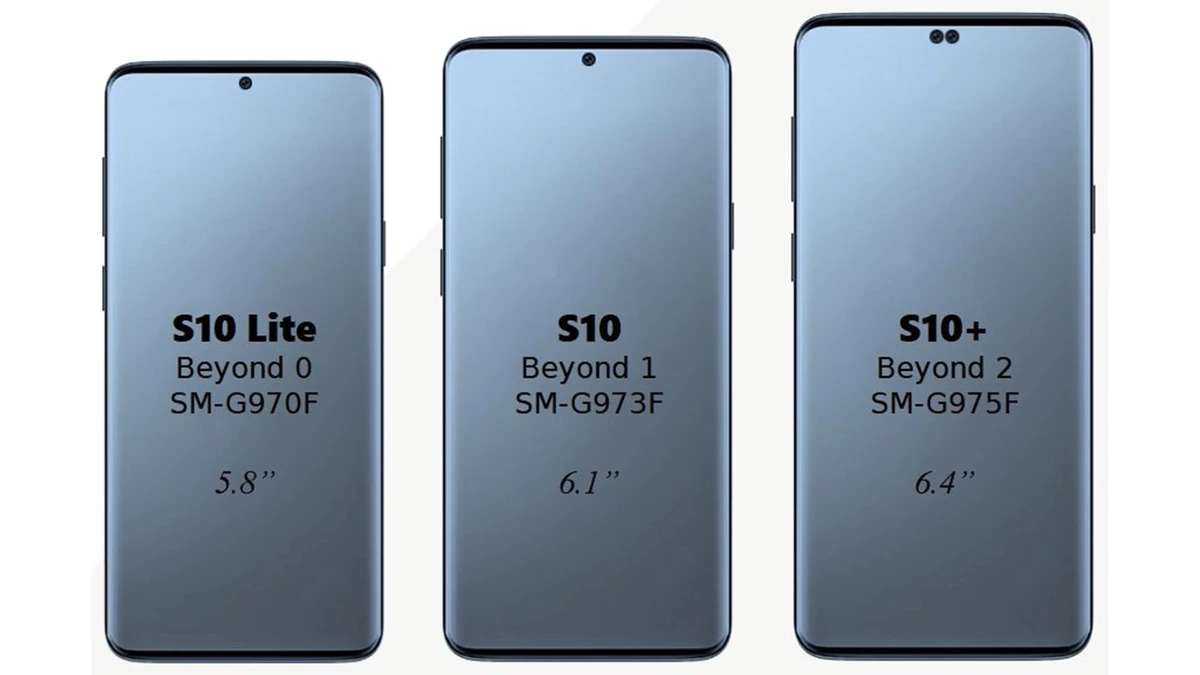 S10 Lite
Beyond 0
SM-G970F
5.8”
S10
Beyond 1
SM-G973F
6.1”
S10+
Beyond 2
SM-G975F
6.4”